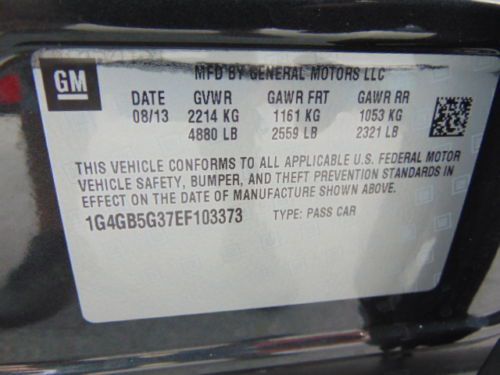 GM
MFD BY GENERAL MOTORS LLC
DATE GVWR GAWR FRT GAWR RR
08/13 2214 KG 1161 KG 1053 KG
4880 LB 2559 LB 2321 LB
THIS VEHICLE CONFORMS TO ALL APPLICABLE U.S. FEDERAL MOTOR
VEHICLE SAFETY, BUMPER, AND THEFT PREVENTION STANDARDS IN
EFFECT ON THE DATE OF MANUFACTURE SHOWN ABOVE.
1G4GB5G37EF103373 TYPE: PASS CAR